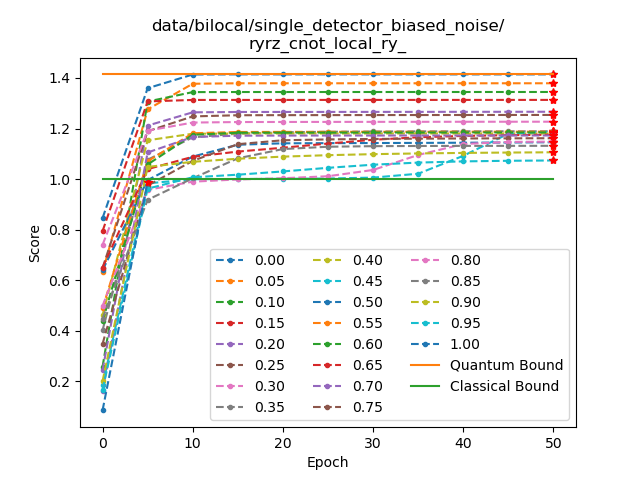 data/bilocal/single_detector_biased_noise/
ryrz_cnot_local_ry_
Score
1.4
1.2
1.0
0.8
0.6
0.4
0.2
0 10 20 30 40 50
Epoch
0.00 0.40 0.80
0.05 0.45 0.85
0.10 0.50 0.90
0.15 0.55 0.95
0.20 0.60 1.00
0.25 0.65 Quantum Bound
0.30 0.70 Classical Bound
0.35 0.75